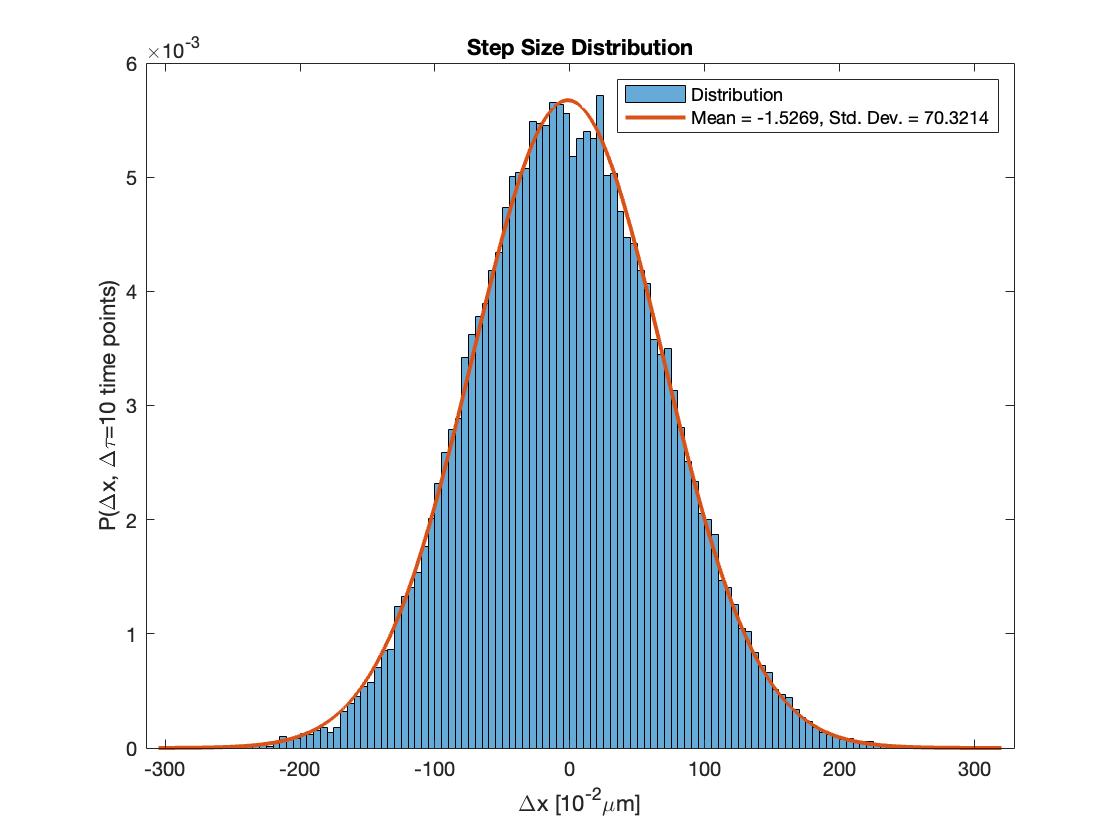 Step Size Distribution
×10⁻³
Distribution
Mean = -1.5269, Std. Dev. = 70.3214
6
5
4
3
2
1
0
P(Δx, Δτ=10 time points)
-300 -200 -100 0 100 200 300
Δx [10⁻²μm]